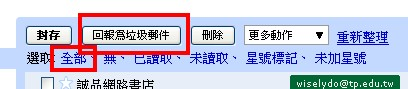 封存 回報為垃圾郵件 刪除 更多動作 重新整理
選取: 全部、 無、 已讀取、 未讀取、 星號標記、 未加星號
誠品網路書店 wiselydo@tp.edu.tw